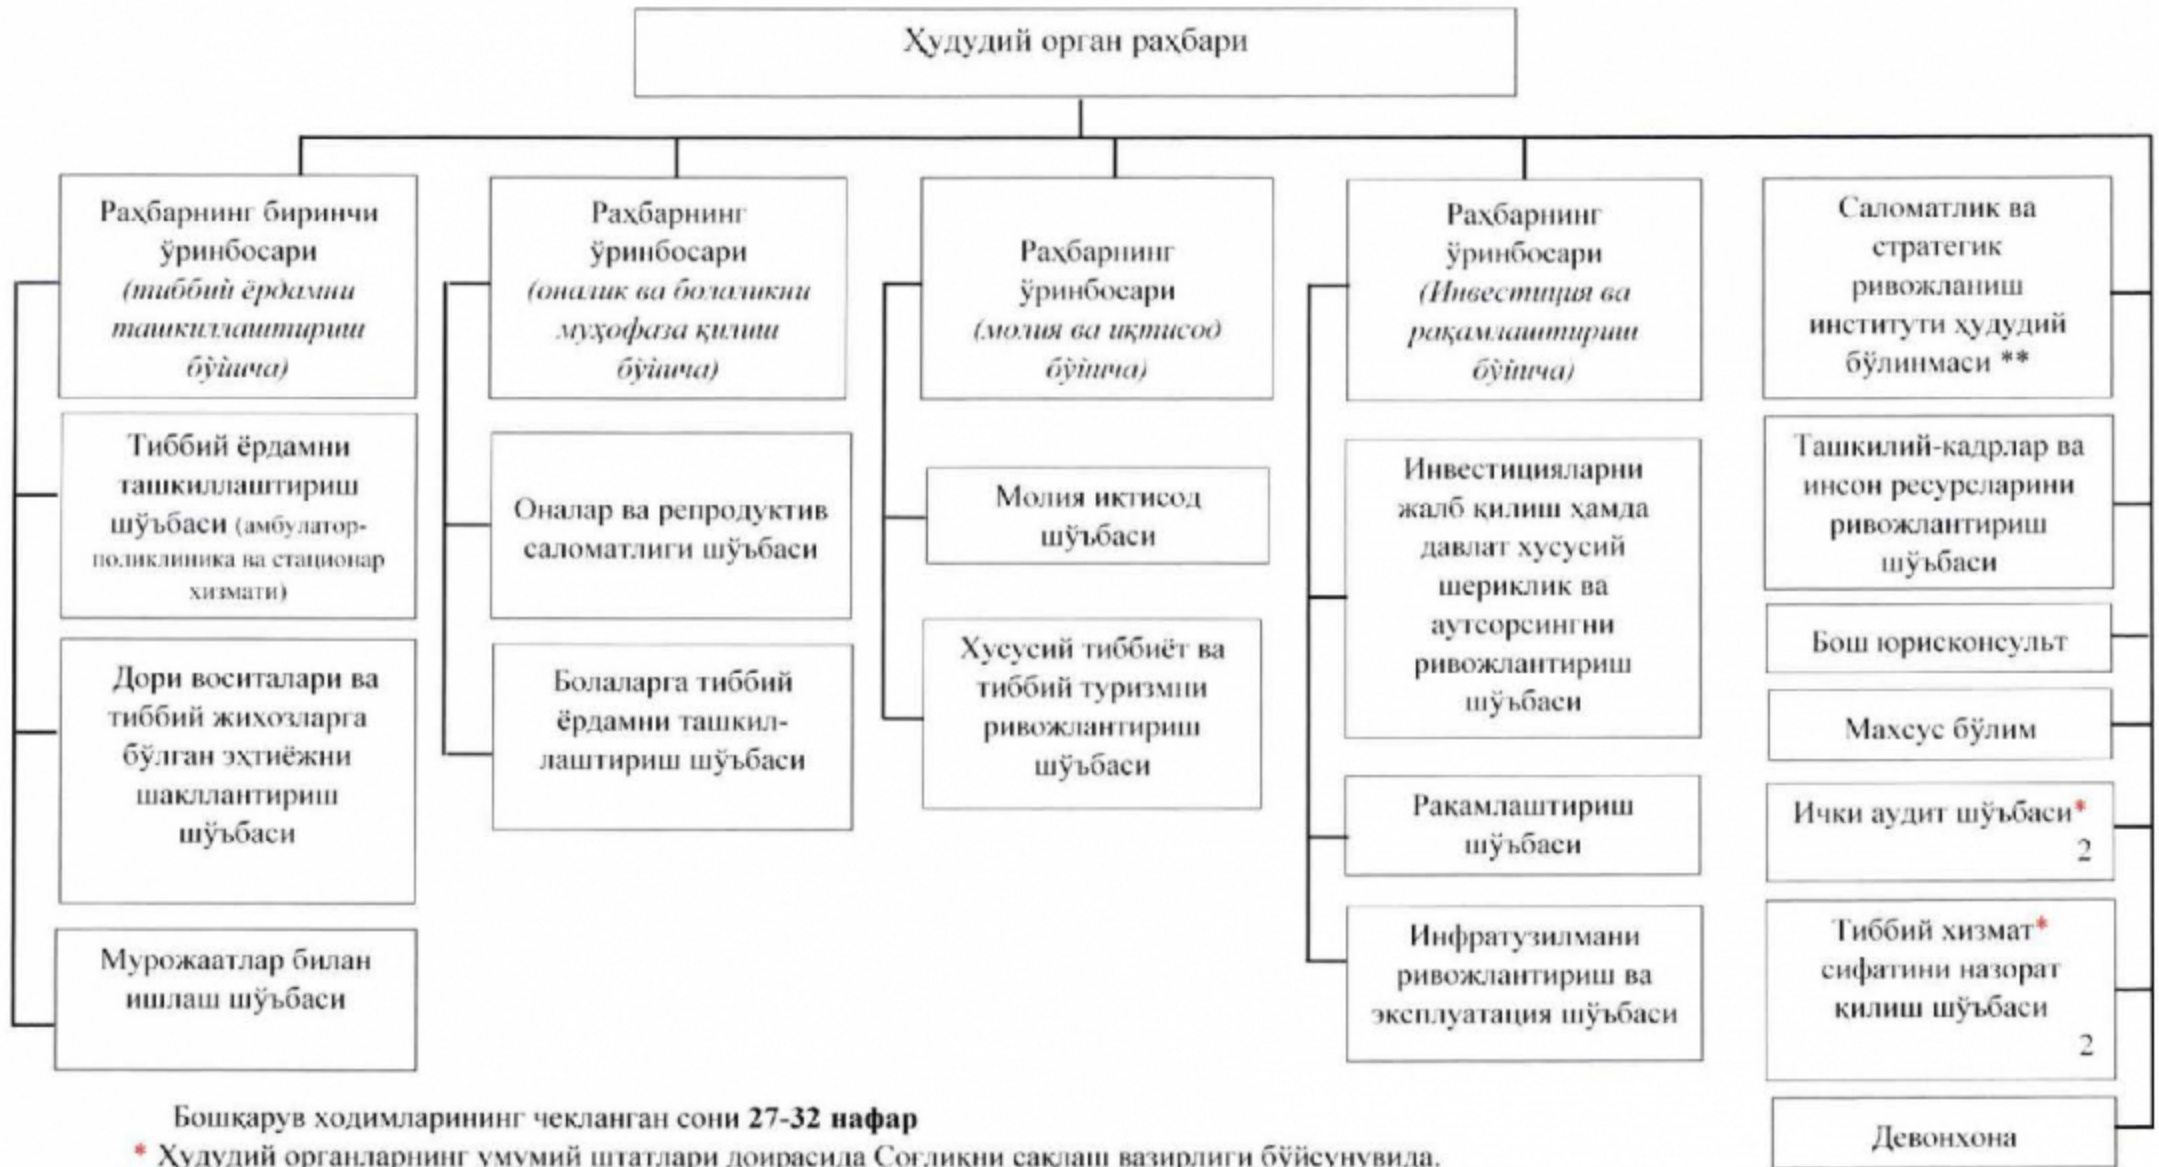 Ҳудудий орган раҳбари
Раҳбарнинг биринчи
ўринбосари
(тиббий ёрдамни
ташкиллаштириш
бўйича)
Тиббий ёрдамни
ташкиллаштириш
шўъбаси (амбулатор-
поликлиника ва стационар
хизмати)
Дори воситалари ва
тиббий жихозларга
бўлган эҳтиёжни
шакллантириш
шўъбаси
Мурожаатлар билан
ишлаш шўъбаси
Раҳбарнинг
ўринбосари
(оналик ва болаликни
муҳофаза қилиш
бўйича)
Оналар ва репродуктив
саломатлиги шўъбаси
Болаларга тиббий
ёрдамни ташкил-
лаштириш шўъбаси
Раҳбарнинг
ўринбосари
(молия ва иқтисод
бўйича)
Молия иқтисод
шўъбаси
Хусусий тиббиёт ва
тиббий туризмни
ривожлантириш
шўъбаси
Раҳбарнинг
ўринбосари
(Инвестиция ва
рақамлаштириш
бўйича)
Инвестицияларни
жалб қилиш ҳамда
давлат хусусий
шериклик ва
аутсорсингни
ривожлантириш
шўъбаси
Рақамлаштириш
шўъбаси
Инфратузилмани
ривожлантириш ва
эксплуатация шўъбаси
Саломатлик ва
стратегик
ривожланиш
институти ҳудудий
бўлинмаси **
Ташкилий-кадрлар ва
инсон ресурсларини
ривожлантириш
шўъбаси
Бош юрисконсульт
Махсус бўлим
Ички аудит шўъбаси*
2
Тиббий хизмат*
сифатини назорат
қилиш шўъбаси
2
Девонхона
Бошқарув ходимларининг чекланган сони 27-32 нафар
* Ҳудудий органларнинг умумий штатлари доирасида Соғлиқни сақлаш вазирлиги бўйсунувида.